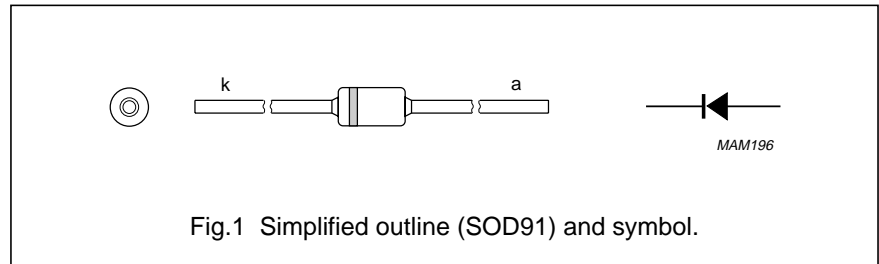 k
a
MAM196
Fig.1 Simplified outline (SOD91) and symbol.